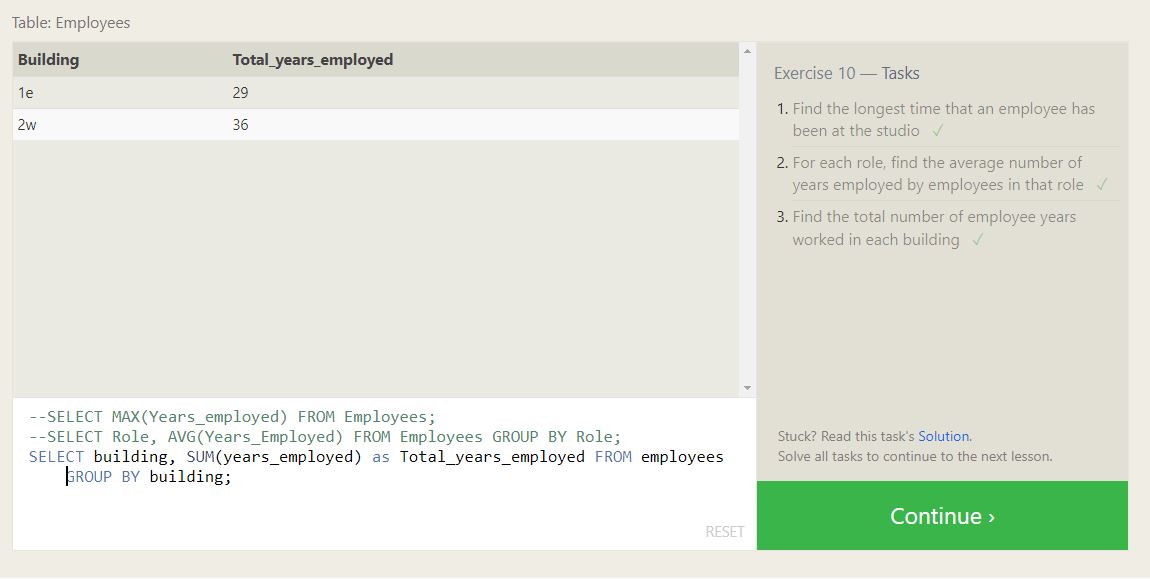 Table: Employees
Building Total_years_employed
1e 29
2w 36
Exercise 10 — Tasks
1. Find the longest time that an employee has
been at the studio ✓
2. For each role, find the average number of
years employed by employees in that role ✓
3. Find the total number of employee years
worked in each building ✓
--SELECT MAX(Years_employed) FROM Employees;
--SELECT Role, AVG(Years_Employed) FROM Employees GROUP BY Role;
SELECT building, SUM(years_employed) as Total_years_employed FROM employees
GROUP BY building;
RESET
Stuck? Read this task's Solution.
Solve all tasks to continue to the next lesson.
Continue ›